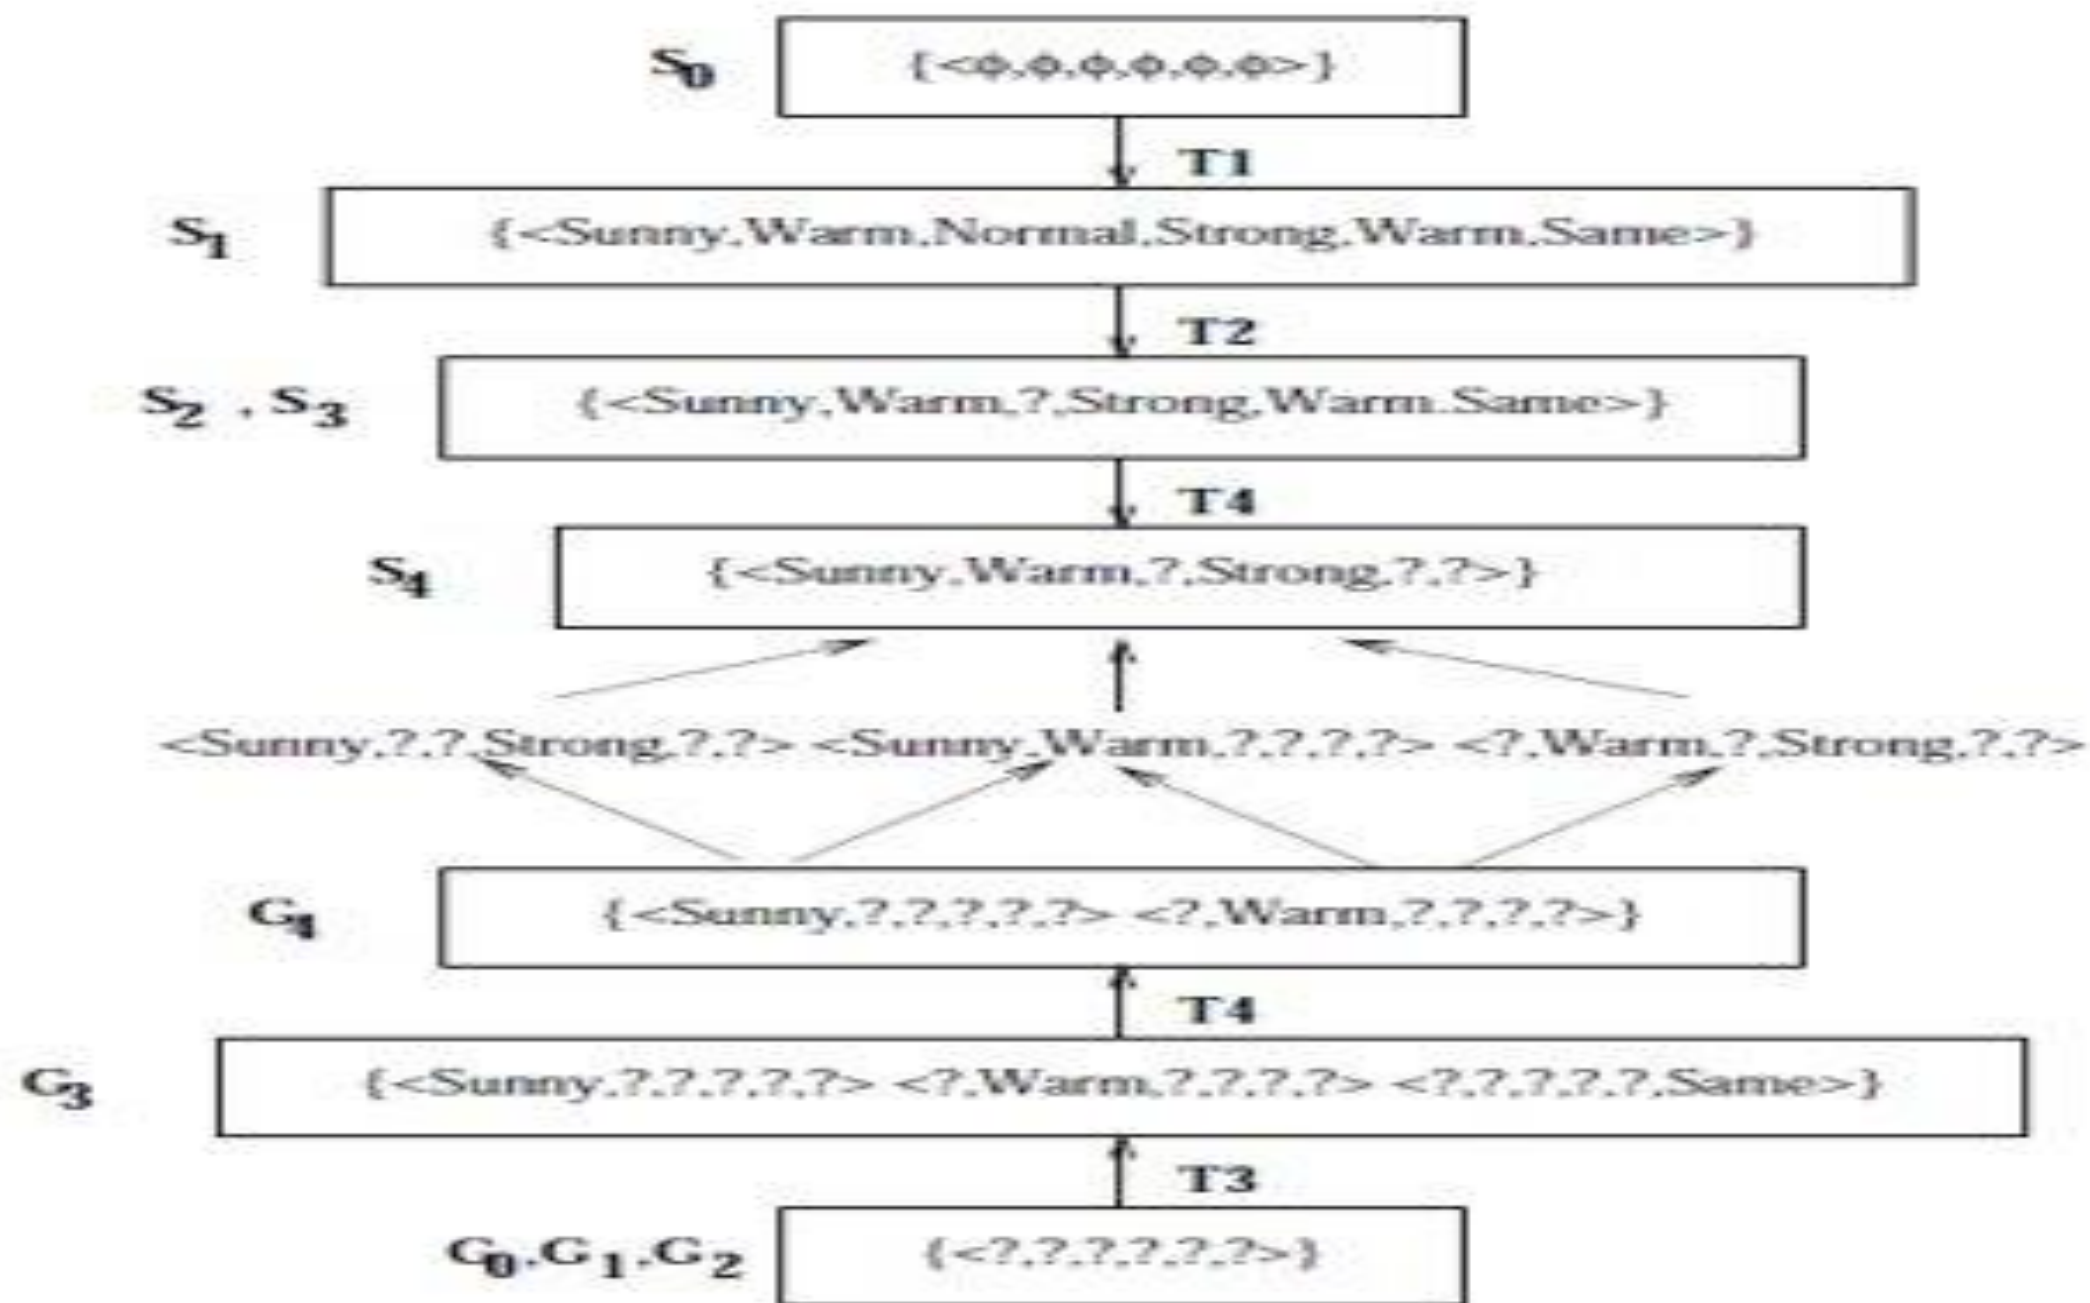 S0 {<ϕ,ϕ,ϕ,ϕ,ϕ,ϕ>}
T1
S1 {<Sunny,Warm,Normal,Strong,Warm,Same>}
T2
S2 , S3 {<Sunny,Warm,?,Strong,Warm.Same>}
T4
S4 {<Sunny,Warm,?,Strong,?,?>}
<Sunny,?,?,Strong,?,?> <Sunny,Warm,?,?,?,?> <?,Warm,?,Strong,?,?>
G4 {<Sunny,?,?,?,?,?> <?,Warm,?,?,?,?>}
T4
G3 {<Sunny,?,?,?,?,?> <?,Warm,?,?,?,?> <?,?,?,?,?,Same>}
T3
G0,G1,G2 {<?,?,?,?,?,?>}